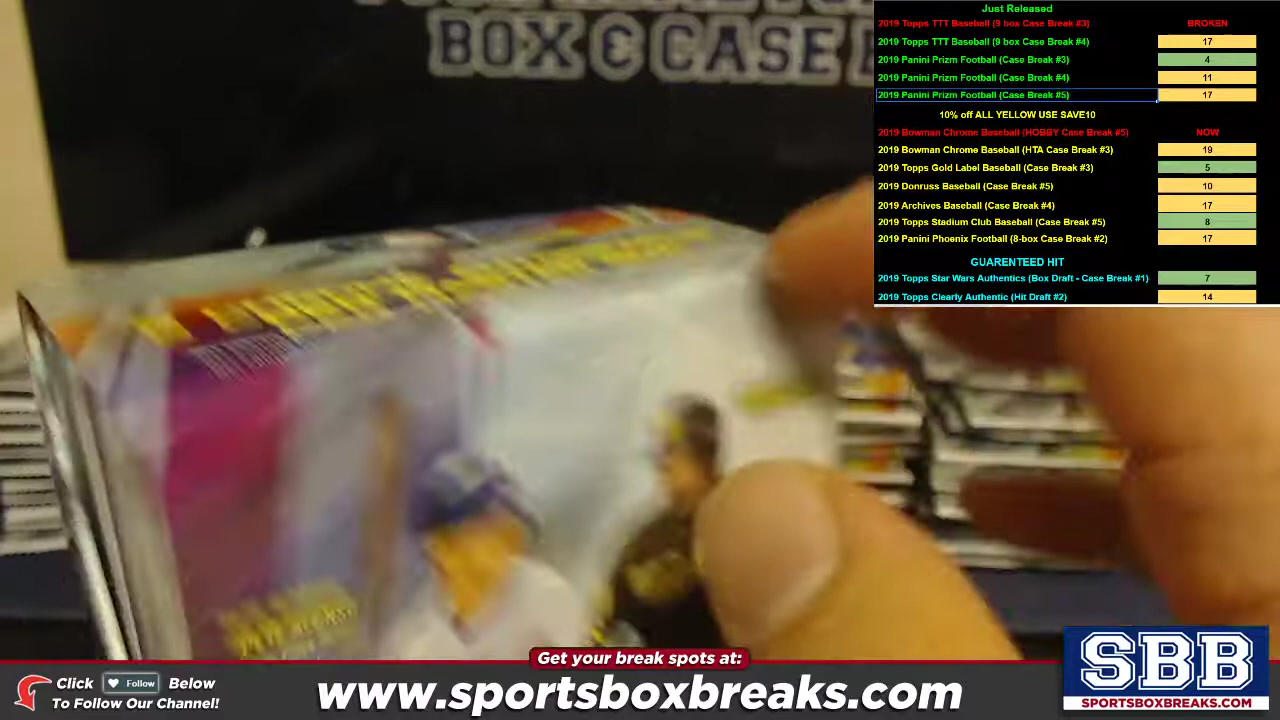 BOX & CASE B
Just Released
2019 Topps TTT Baseball (9 box Case Break #3) BROKEN
2019 Topps TTT Baseball (9 box Case Break #4) 17
2019 Panini Prizm Football (Case Break #3) 4
2019 Panini Prizm Football (Case Break #4) 11
2019 Panini Prizm Football (Case Break #5) 17
10% off ALL YELLOW USE SAVE10
2019 Bowman Chrome Baseball (HOBBY Case Break #5) NOW
2019 Bowman Chrome Baseball (HTA Case Break #3) 19
2019 Topps Gold Label Baseball (Case Break #3) 5
2019 Donruss Baseball (Case Break #5) 10
2019 Archives Baseball (Case Break #4) 17
2019 Topps Stadium Club Baseball (Case Break #5) 8
2019 Panini Phoenix Football (8-box Case Break #2) 17
GUARENTEED HIT
2019 Topps Star Wars Authentics (Box Draft - Case Break #1) 7
2019 Topps Clearly Authentic (Hit Draft #2) 14
Get your break spots at:
Click Follow Below
To Follow Our Channel!
www.sportsboxbreaks.com
SBB
SPORTSBOXBREAKS.COM